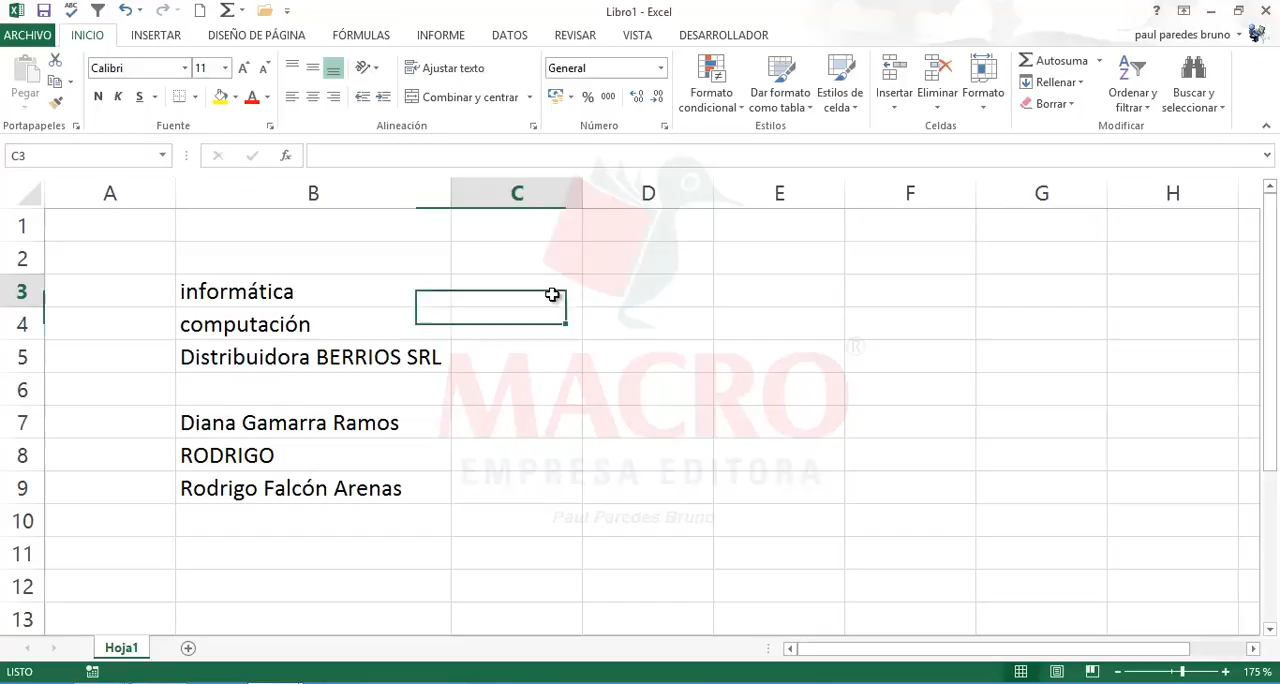 Libro1 - Excel
ARCHIVO INICIO INSERTAR DISEÑO DE PÁGINA FÓRMULAS INFORME DATOS REVISAR VISTA DESARROLLADOR paul paredes bruno
Pegar
Calibri 11
N K S A
Ajustar texto
Combinar y centrar
General
% 000
Formato condicional
Dar formato como tabla
Estilos de celda
Insertar Eliminar Formato
Autosuma
Rellenar
Borrar
Ordenar y filtrar
Buscar y seleccionar
Portapapeles Fuente Alineación Número Estilos Celdas Modificar
C3 fx
A B C D E F G H
1
2
3 informática
4 computación
5 Distribuidora BERRIOS SRL
6
7 Diana Gamarra Ramos
8 RODRIGO
9 Rodrigo Falcón Arenas
10
11
12
13
MACRO®
EMPRESA EDITORA
Paul Paredes Bruno
Hoja1
LISTO 175 %